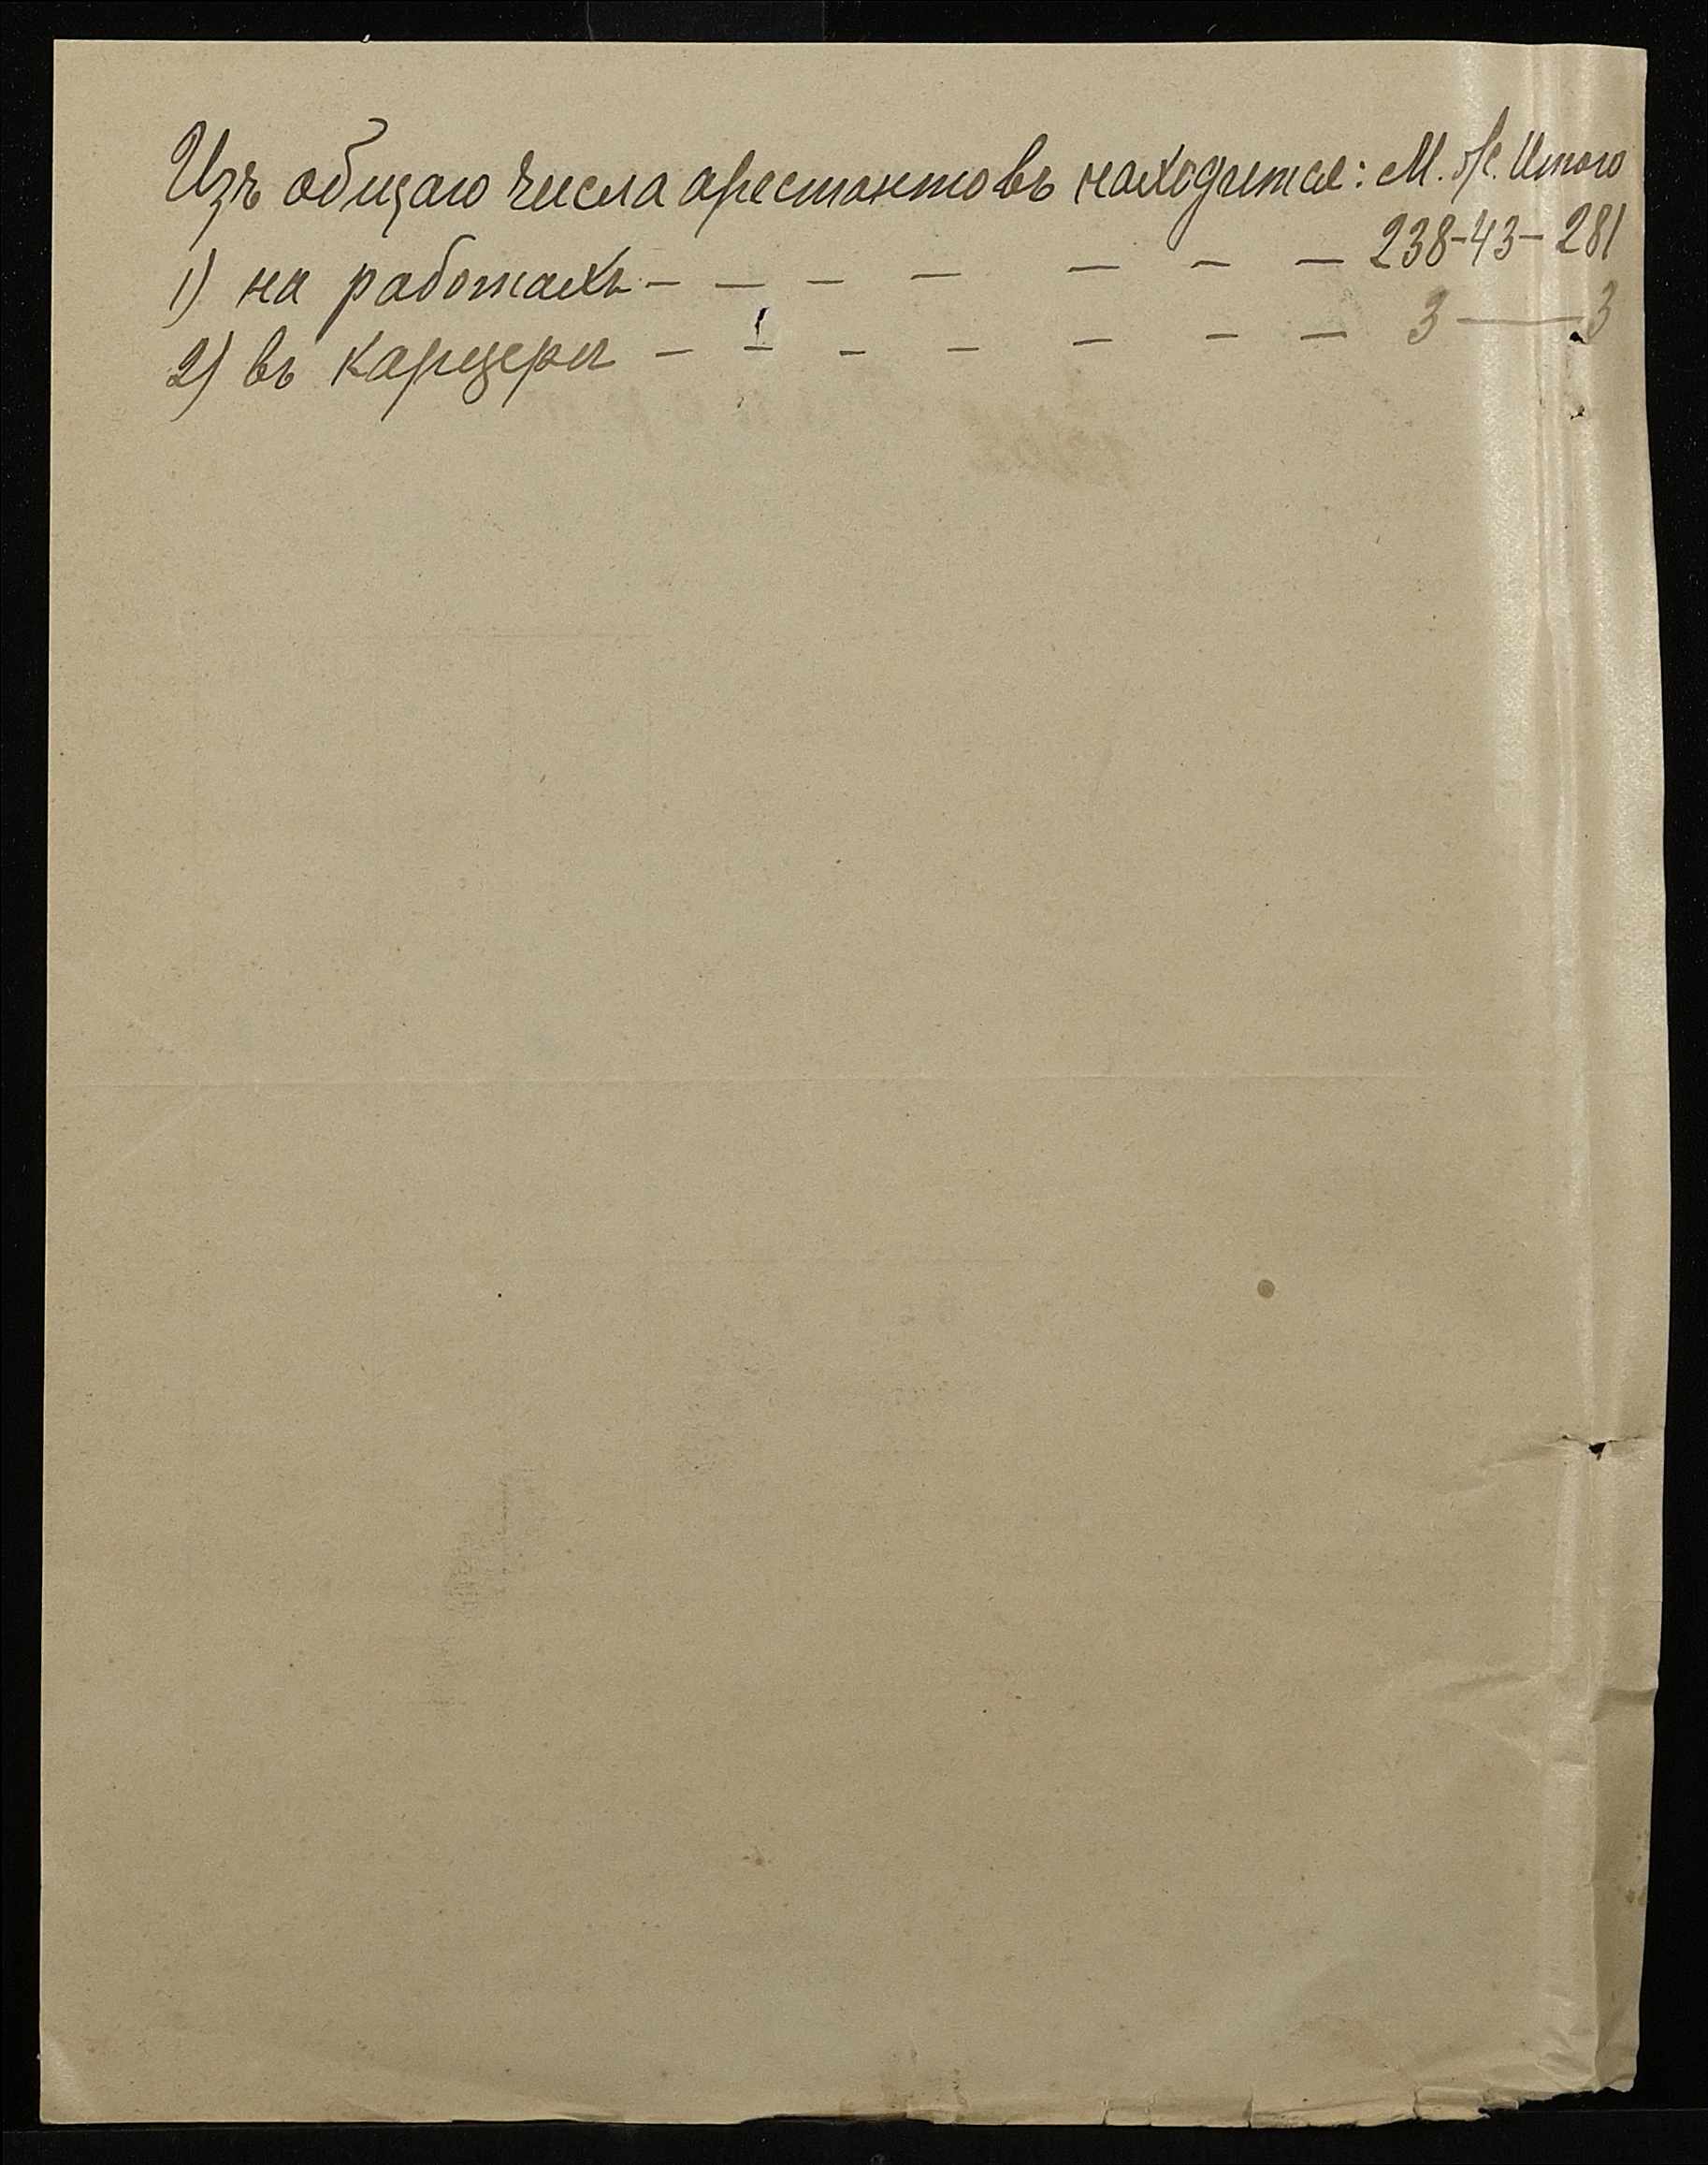 Изъ общаго числа арестантовъ находится: М. Ж. Итого
1) на работахъ - - - - - - - 238-43-281
2) въ карцерѣ - - - - - - - 3 — 3